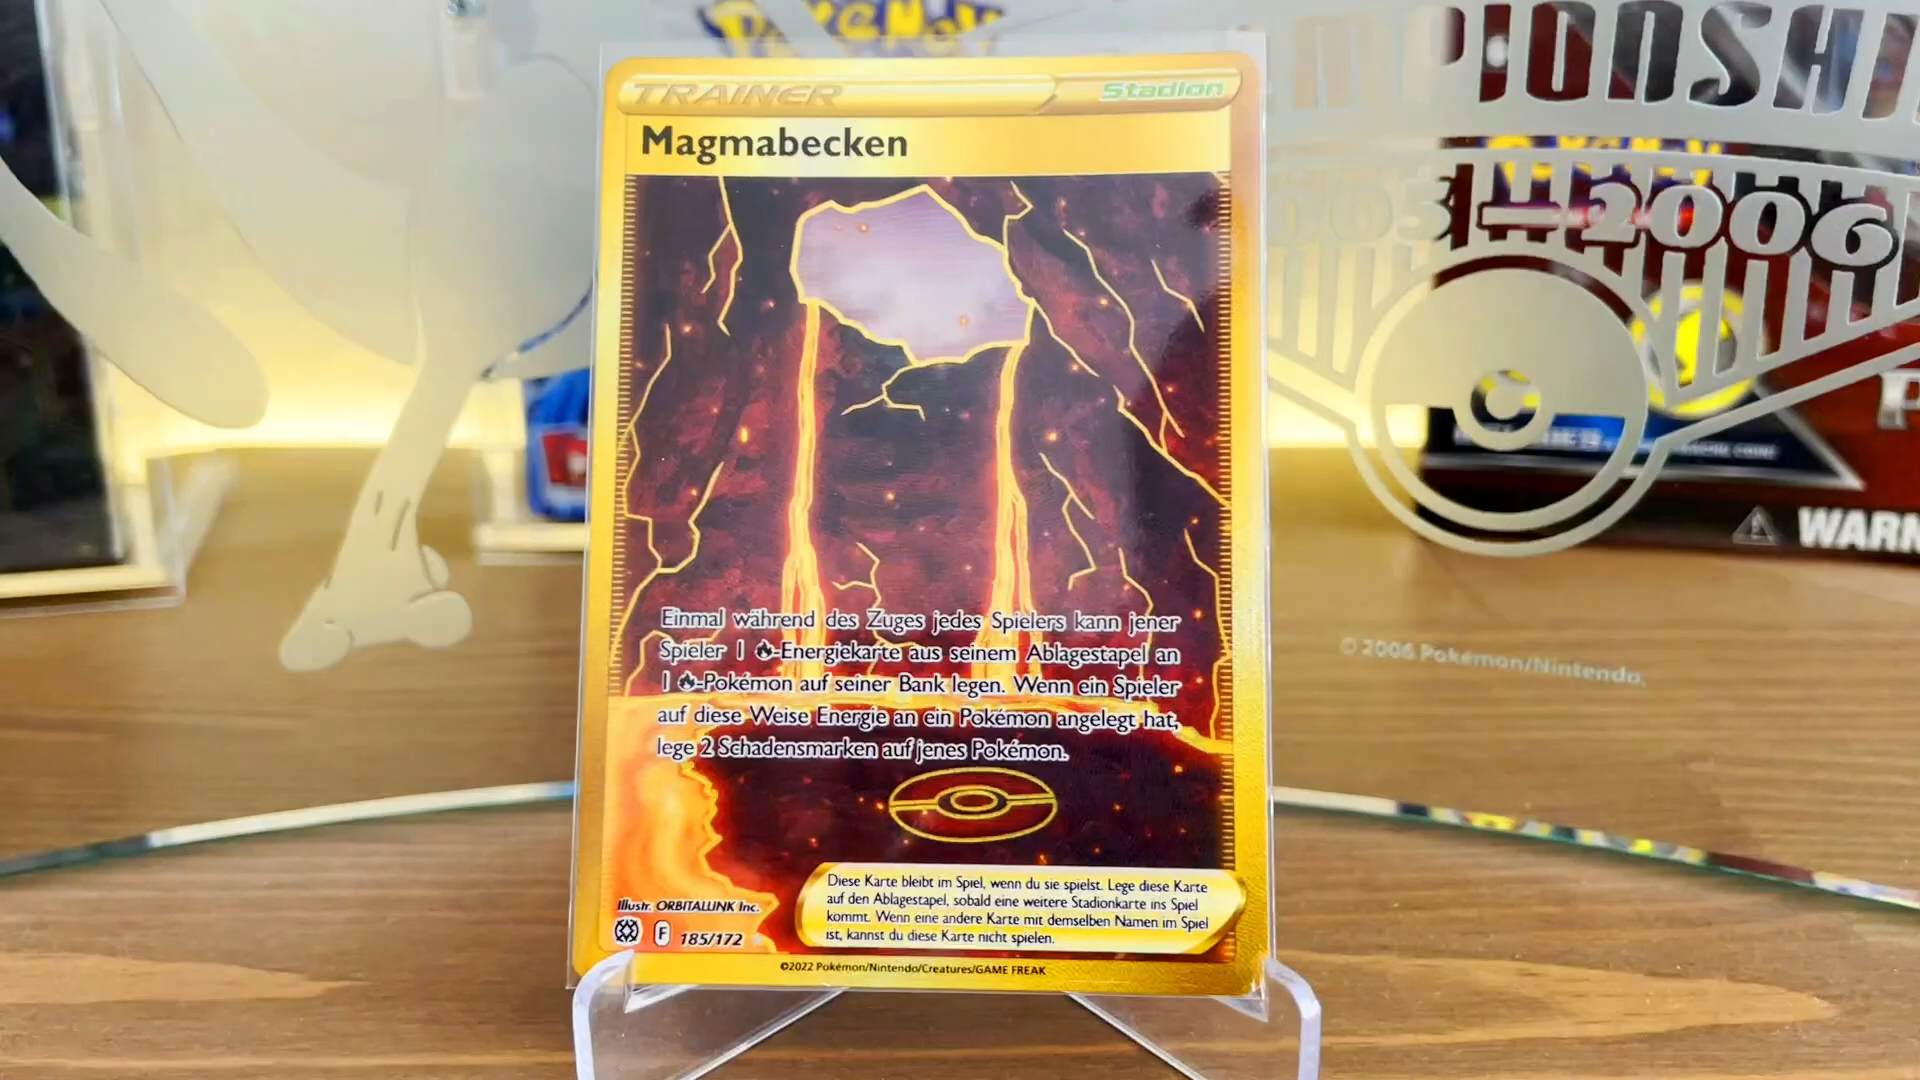 TRAINER
Stadion
Magmabecken
Einmal während des Zuges jedes Spielers kann jener
Spieler 1 -Energiekarte aus seinem Ablagestapel an
1 -Pokémon auf seiner Bank legen. Wenn ein Spieler
auf diese Weise Energie an ein Pokémon angelegt hat,
lege 2 Schadensmarken auf jenes Pokémon.
Diese Karte bleibt im Spiel, wenn du sie spielst. Lege diese Karte
auf den Ablagestapel, sobald eine weitere Stadionkarte ins Spiel
kommt. Wenn eine andere Karte mit demselben Namen im Spiel
ist, kannst du diese Karte nicht spielen.
Illustr. ORBITALLINK Inc.
F 185/172
©2022 Pokémon/Nintendo/Creatures/GAME FREAK
Pokémon
MPIONSHI
2006
© 2006 Pokémon/Nintendo.
WARN